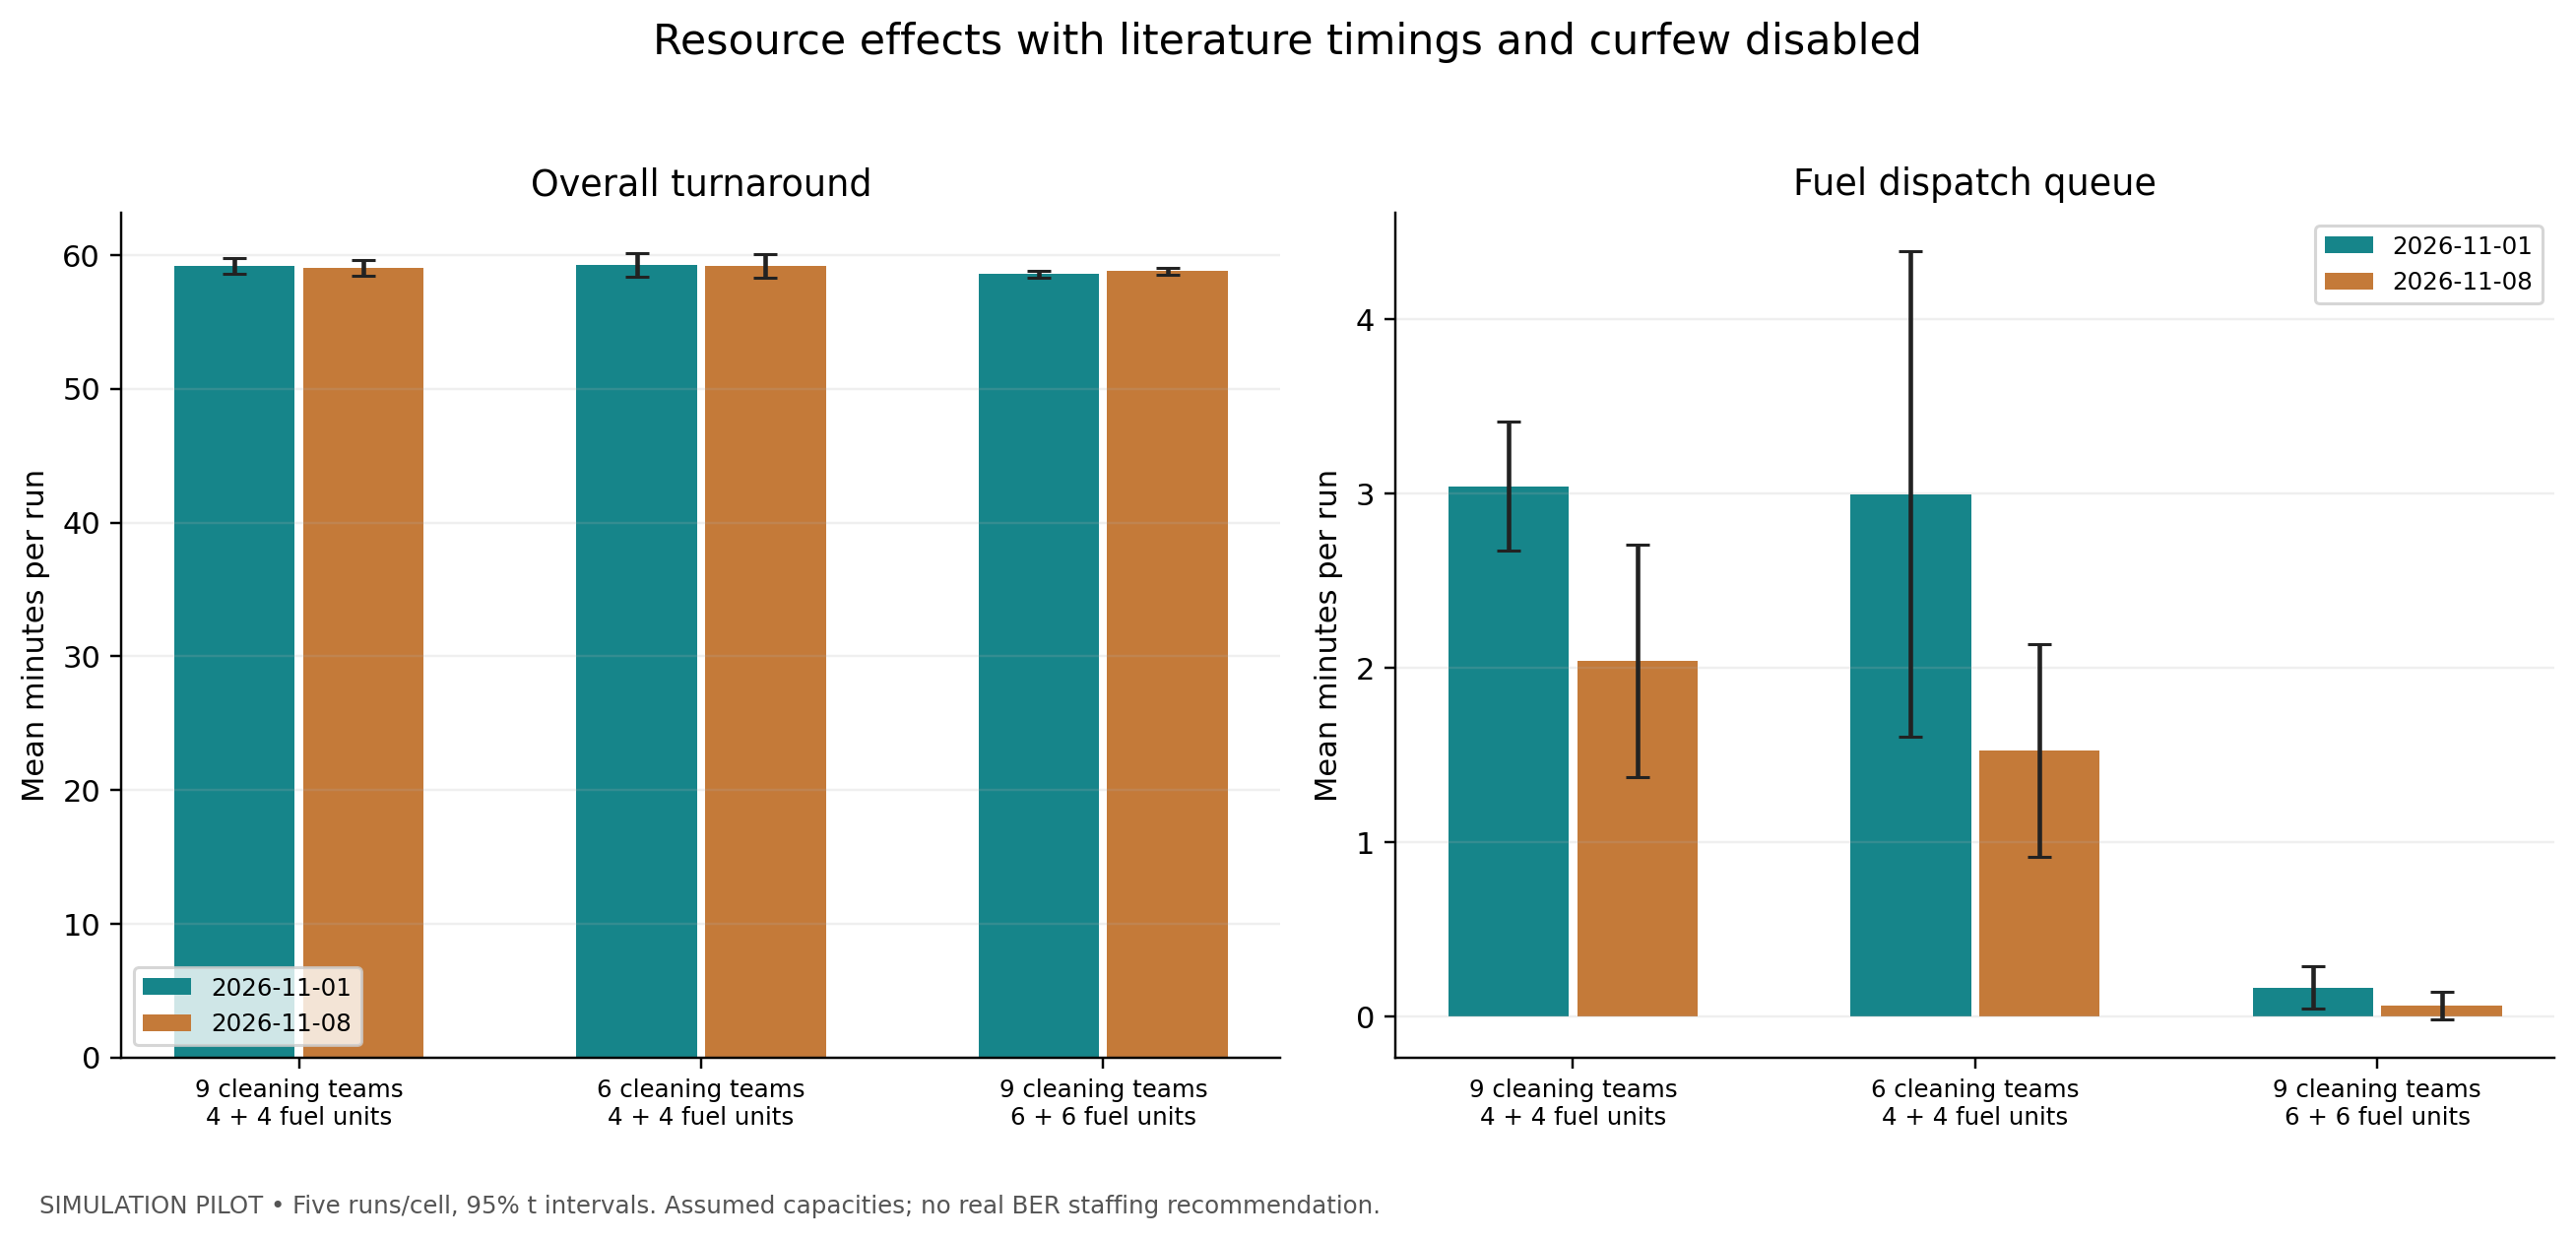 Resource effects with literature timings and curfew disabled
Overall turnaround
Mean minutes per run
60
50
40
30
20
10
0
2026-11-01
2026-11-08
9 cleaning teams
4 + 4 fuel units
6 cleaning teams
4 + 4 fuel units
9 cleaning teams
6 + 6 fuel units
Fuel dispatch queue
Mean minutes per run
4
3
2
1
0
2026-11-01
2026-11-08
9 cleaning teams
4 + 4 fuel units
6 cleaning teams
4 + 4 fuel units
9 cleaning teams
6 + 6 fuel units
SIMULATION PILOT • Five runs/cell, 95% t intervals. Assumed capacities; no real BER staffing recommendation.